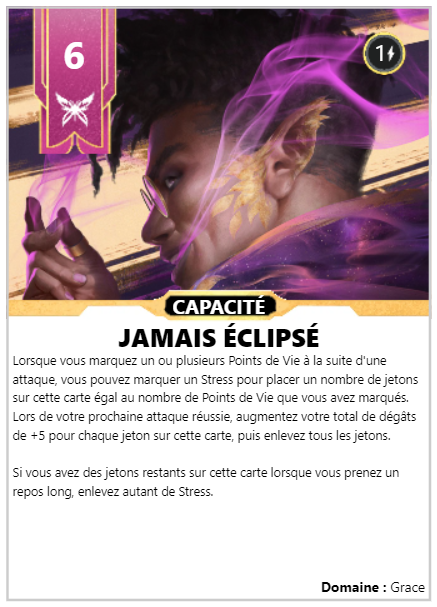 6
1
CAPACITÉ
JAMAIS ÉCLIPSÉ
Lorsque vous marquez un ou plusieurs Points de Vie à la suite d'une
attaque, vous pouvez marquer un Stress pour placer un nombre de jetons
sur cette carte égal au nombre de Points de Vie que vous avez marqués.
Lors de votre prochaine attaque réussie, augmentez votre total de dégâts
de +5 pour chaque jeton sur cette carte, puis enlevez tous les jetons.
Si vous avez des jetons restants sur cette carte lorsque vous prenez un
repos long, enlevez autant de Stress.
Domaine : Grace